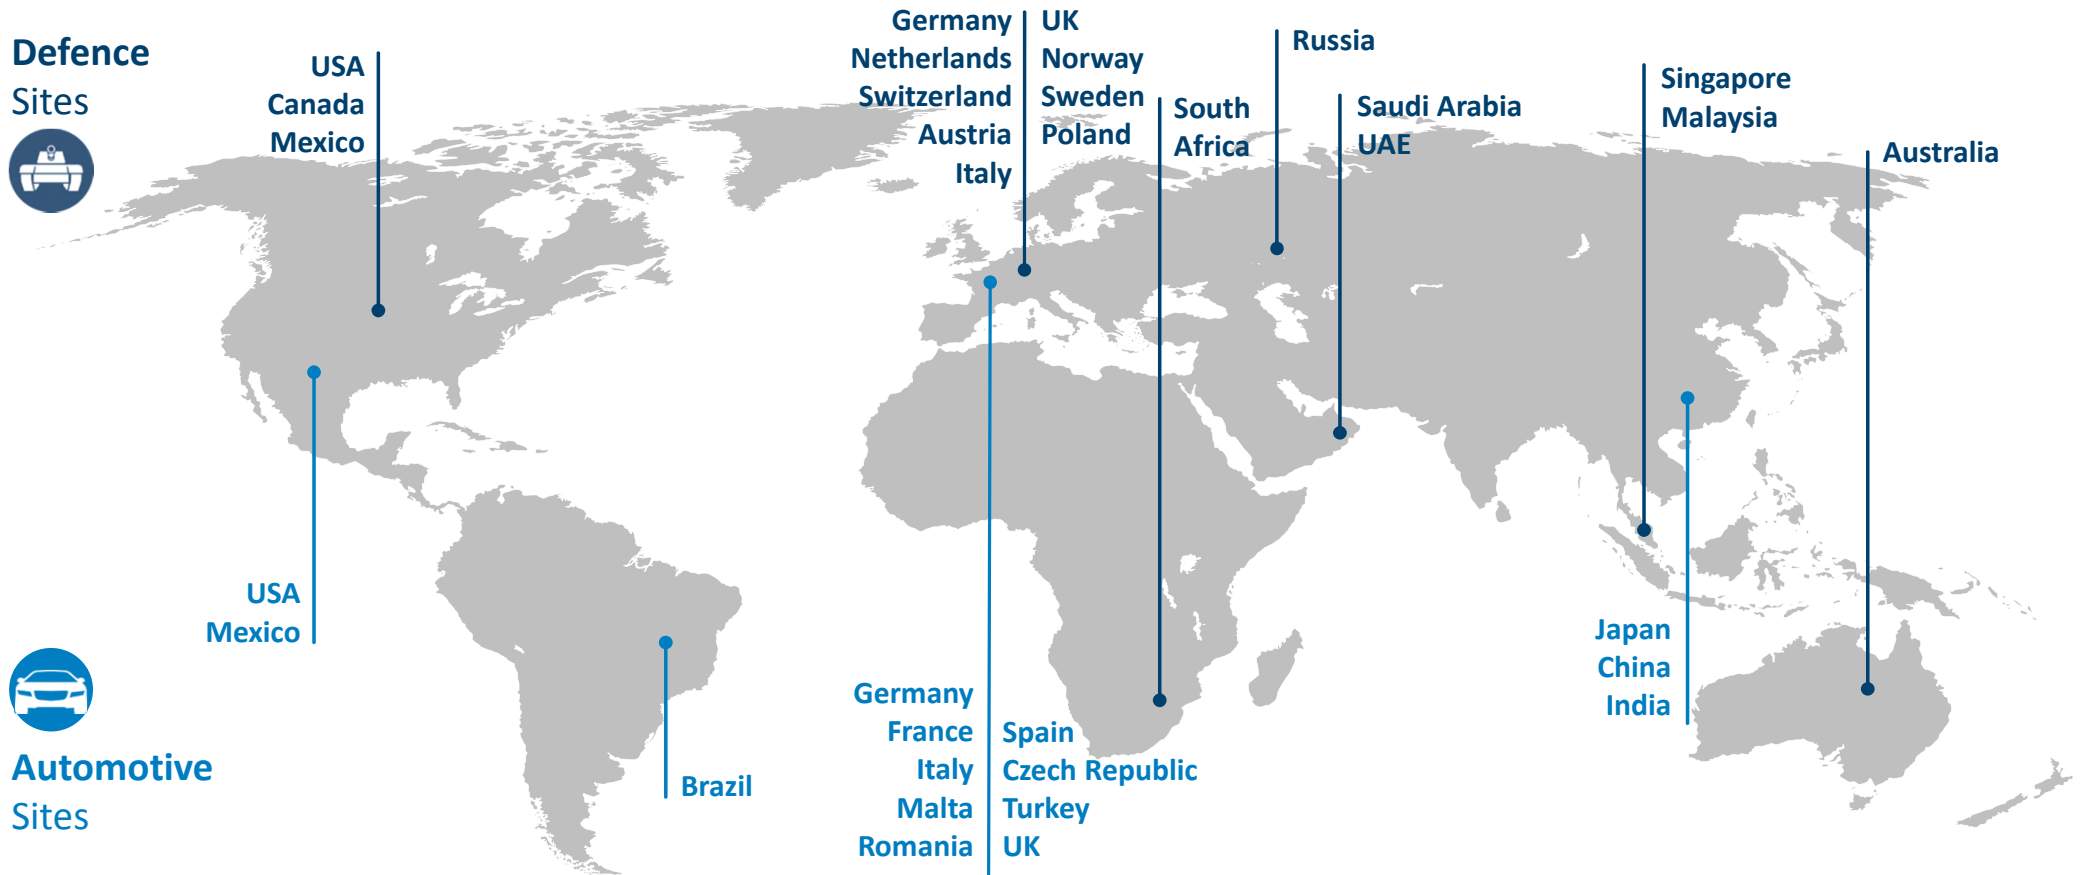 Defence
Sites
USA
Canada
Mexico
Germany
Netherlands
Switzerland
Austria
Italy
UK
Norway
Sweden
Poland
South
Africa
Russia
Saudi Arabia
UAE
Singapore
Malaysia
Australia
USA
Mexico
Automotive
Sites
Brazil
Germany
France
Italy
Malta
Romania
Spain
Czech Republic
Turkey
UK
Japan
China
India